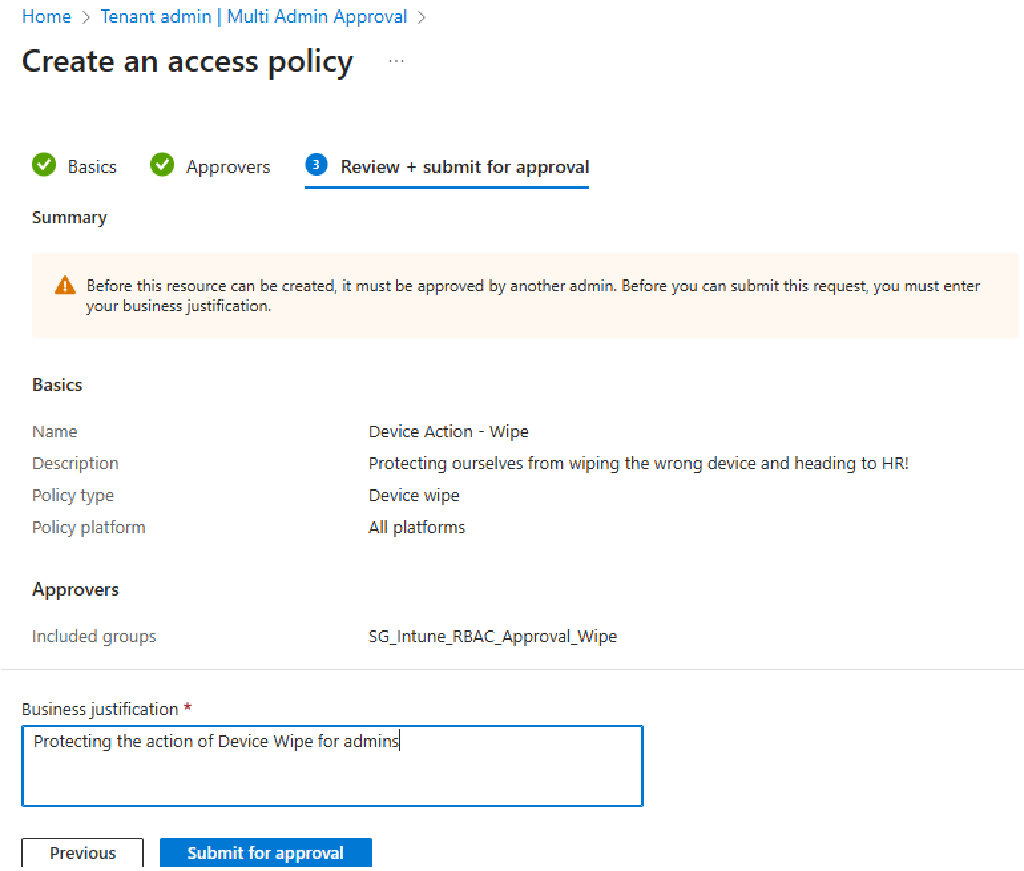 Home > Tenant admin | Multi Admin Approval >
Create an access policy ...
Basics Approvers 3 Review + submit for approval
Summary
Before this resource can be created, it must be approved by another admin. Before you can submit this request, you must enter
your business justification.
Basics
Name Device Action - Wipe
Description Protecting ourselves from wiping the wrong device and heading to HR!
Policy type Device wipe
Policy platform All platforms
Approvers
Included groups SG_Intune_RBAC_Approval_Wipe
Business justification *
Protecting the action of Device Wipe for admins
Previous Submit for approval